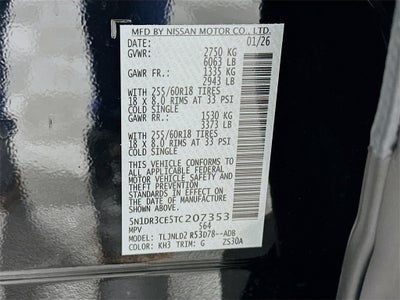 MFD BY NISSAN MOTOR CO., LTD.
DATE: 01/26
GVWR: 2750 KG
6063 LB
GAWR FR.: 1335 KG
2943 LB
WITH 255/60R18 TIRES
18 X 8.0 RIMS AT 33 PSI
COLD SINGLE
GAWR RR.: 1530 KG
3373 LB
WITH 255/60R18 TIRES
18 X 8.0 RIMS AT 33 PSI
COLD SINGLE
THIS VEHICLE CONFORMS TO
ALL APPLICABLE FEDERAL
MOTOR VEHICLE SAFETY AND
THEFT PREVENTION
STANDARDS IN EFFECT ON
THE DATE OF MANUFACTURE
SHOWN ABOVE.
5N1DR3CE5TC207353
MPV 564
MODEL: TLJNLD2 R53D78--ADB
COLOR: KH3 TRIM: G ZS30A